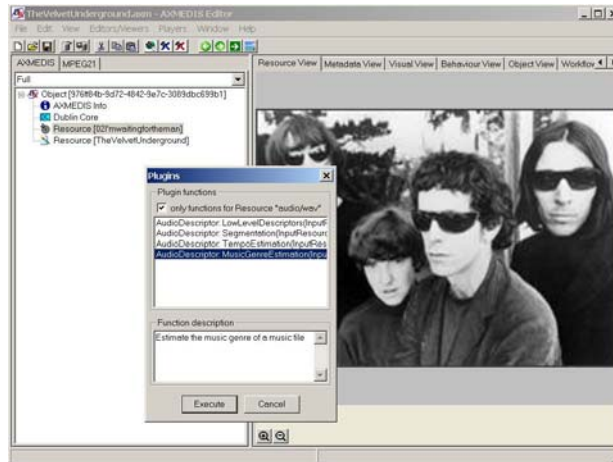 TheVelvetUnderground.axm - AXMEDIS Editor
File Edit View Editors/Viewers Players Window Help
AXMEDIS MPEG21
Resource View Metadata View Visual View Behaviour View Object View Workflow
Full
Object [976ff84b-9d72-4842-9e7c-3089dbc699b1]
AXMEDIS Info
Dublin Core
Resource [02I'mwaitingfortheman]
Resource [TheVelvetUnderground]
Plugins
Plugin functions
only functions for Resource "audio/wav"
AudioDescriptor: LowLevelDescriptors(InputR
AudioDescriptor: Segmentation(InputResourc
AudioDescriptor: TempoEstimation(InputRes
AudioDescriptor: MusicGenreEstimation(Inpu
Function description
Estimate the music genre of a music file
Execute Cancel